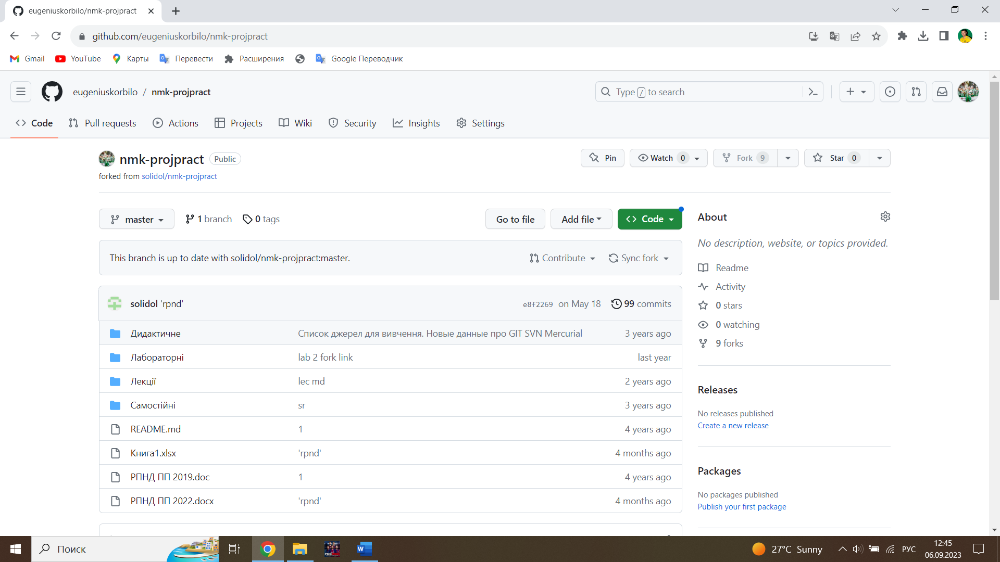 eugeniuskorbilo/nmk-projpract
github.com/eugeniuskorbilo/nmk-projpract
Gmail YouTube Карты Перевести Расширения Google Переводчик
eugeniuskorbilo / nmk-projpract
Type / to search
Code Pull requests Actions Projects Wiki Security Insights Settings
nmk-projpract Public
Pin Watch 0 Fork 9 Star 0
forked from solidol/nmk-projpract
master 1 branch 0 tags Go to file Add file Code
About
No description, website, or topics provided.
This branch is up to date with solidol/nmk-projpract:master. Contribute Sync fork
Readme
Activity
0 stars
0 watching
9 forks
solidol 'rpnd' e8f2269 on May 18 99 commits
Дидактичне Список джерел для вивчення. Новые данные про GIT SVN Mercurial 3 years ago
Лабораторні lab 2 fork link last year
Лекції lec md 2 years ago
Самостійні sr 3 years ago
README.md 1 4 years ago
Книга1.xlsx 'rpnd' 4 months ago
РПНД ПП 2019.doc 1 4 years ago
РПНД ПП 2022.docx 'rpnd' 4 months ago
Releases
No releases published
Create a new release
Packages
No packages published
Publish your first package
Поиск
27°C Sunny
РУС
12:45
06.09.2023